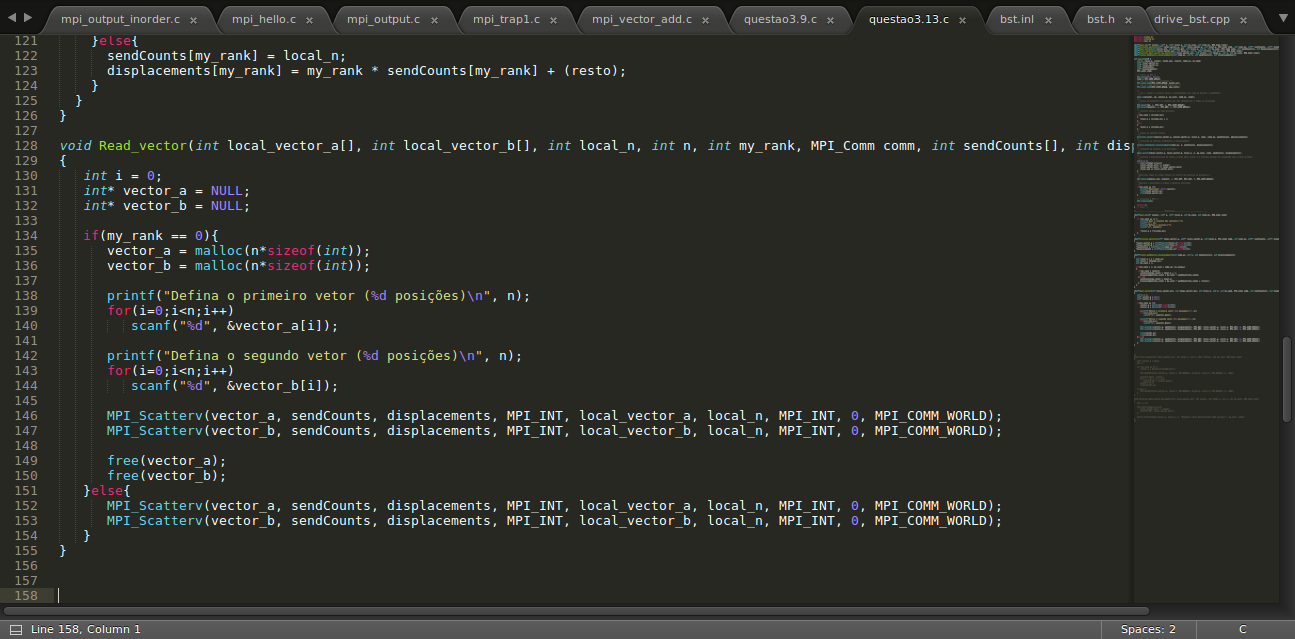 mpi_output_inorder.c × mpi_hello.c × mpi_output.c × mpi_trap1.c × mpi_vector_add.c × questao3.9.c × questao3.13.c × bst.inl × bst.h × drive_bst.cpp ×
121 }else{
122 sendCounts[my_rank] = local_n;
123 displacements[my_rank] = my_rank * sendCounts[my_rank] + (resto);
124 }
125 }
126 }
127
128 void Read_vector(int local_vector_a[], int local_vector_b[], int local_n, int n, int my_rank, MPI_Comm comm, int sendCounts[], int disp
129 {
130 int i = 0;
131 int* vector_a = NULL;
132 int* vector_b = NULL;
133
134 if(my_rank == 0){
135 vector_a = malloc(n*sizeof(int));
136 vector_b = malloc(n*sizeof(int));
137
138 printf("Defina o primeiro vetor (%d posições)\n", n);
139 for(i=0;i<n;i++)
140 scanf("%d", &vector_a[i]);
141
142 printf("Defina o segundo vetor (%d posições)\n", n);
143 for(i=0;i<n;i++)
144 scanf("%d", &vector_b[i]);
145
146 MPI_Scatterv(vector_a, sendCounts, displacements, MPI_INT, local_vector_a, local_n, MPI_INT, 0, MPI_COMM_WORLD);
147 MPI_Scatterv(vector_b, sendCounts, displacements, MPI_INT, local_vector_b, local_n, MPI_INT, 0, MPI_COMM_WORLD);
148
149 free(vector_a);
150 free(vector_b);
151 }else{
152 MPI_Scatterv(vector_a, sendCounts, displacements, MPI_INT, local_vector_a, local_n, MPI_INT, 0, MPI_COMM_WORLD);
153 MPI_Scatterv(vector_b, sendCounts, displacements, MPI_INT, local_vector_b, local_n, MPI_INT, 0, MPI_COMM_WORLD);
154 }
155 }
156
157
158
Line 158, Column 1 Spaces: 2 C